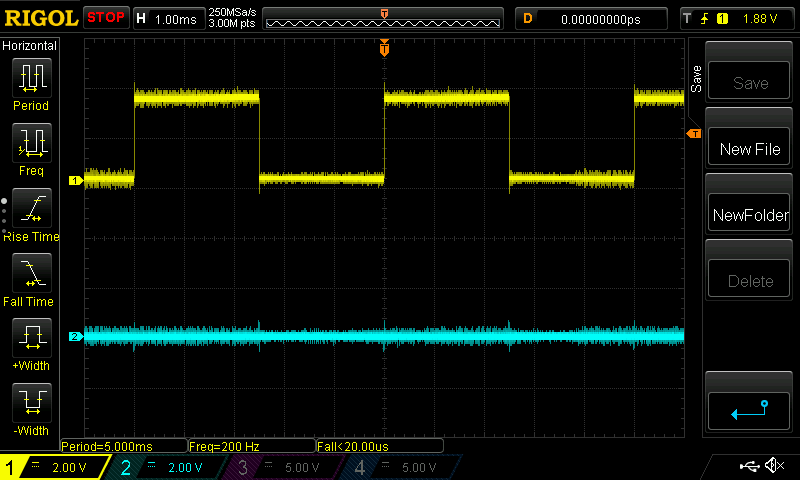 RIGOL STOP H 1.00ms 250MSa/s D 0.00000000ps T 1 1.88 V
3.00M pts
T
Horizontal
Period
Freq
Rise Time
Fall Time
+Width
-Width
T
1
2
T
Save
Save
New File
NewFolder
Delete
Period=5.000ms Freq=200 Hz Fall<20.00us
1 2.00 V 2 2.00 V 3 5.00 V 4 5.00 V